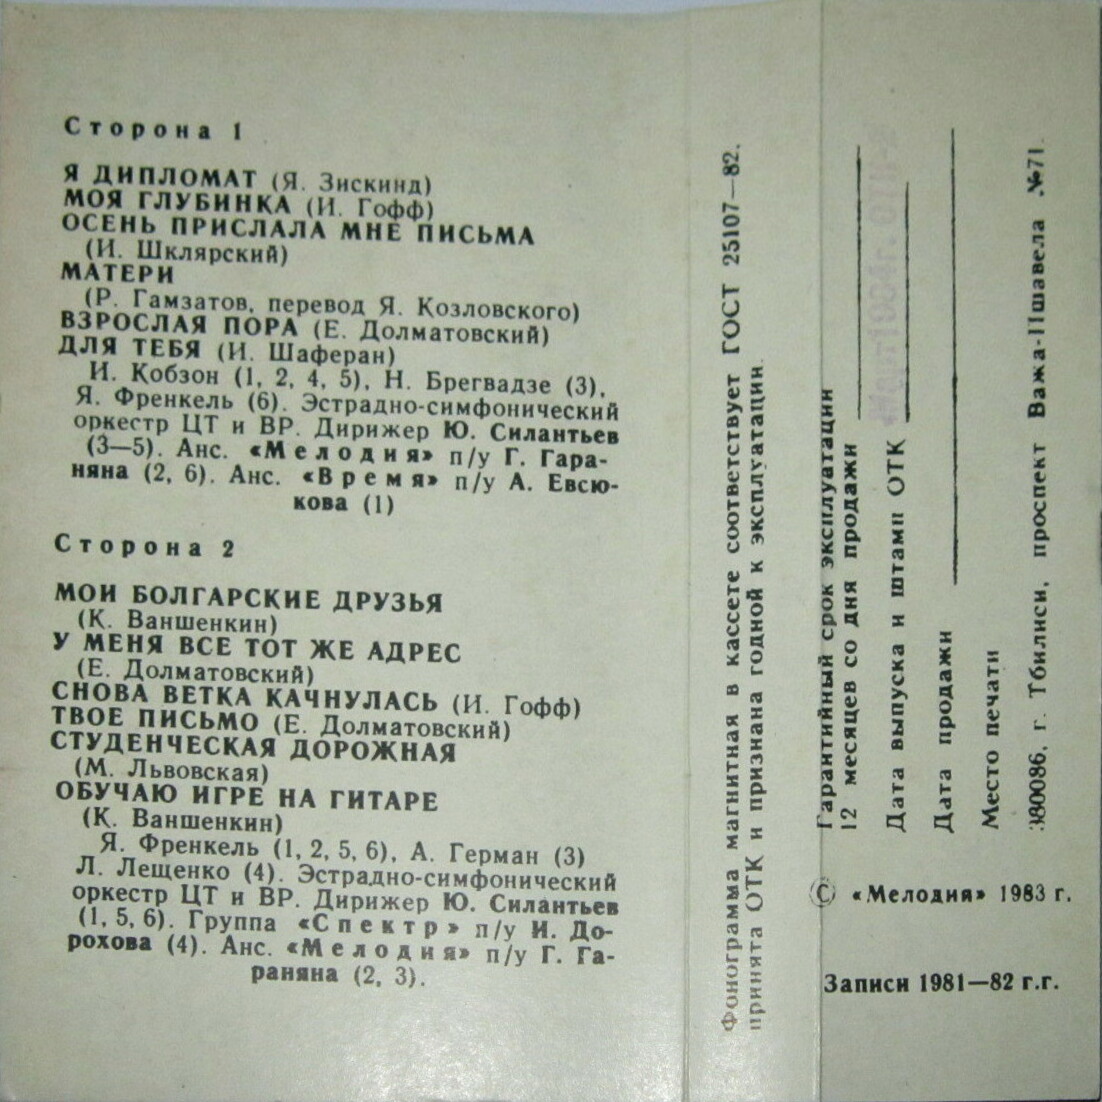 Сторона 1
Я ДИПЛОМАТ (Я. Зискинд)
МОЯ ГЛУБИНКА (И. Гофф)
ОСЕНЬ ПРИСЛАЛА МНЕ ПИСЬМА
(И. Шклярский)
МАТЕРИ
(Р. Гамзатов, перевод Я. Козловского)
ВЗРОСЛАЯ ПОРА (Е. Долматовский)
ДЛЯ ТЕБЯ (И. Шаферан)
И. Кобзон (1, 2, 4, 5), Н. Брегвадзе (3),
Я. Френкель (6). Эстрадно-симфонический
оркестр ЦТ и ВР. Дирижер Ю. Силантьев
(3—5). Анс. «Мелодия» п/у Г. Гара-
няна (2, 6). Анс. «Время» п/у А. Евсю-
кова (1)
Сторона 2
МОИ БОЛГАРСКИЕ ДРУЗЬЯ
(К. Ваншенкин)
У МЕНЯ ВСЕ ТОТ ЖЕ АДРЕС
(Е. Долматовский)
СНОВА ВЕТКА КАЧНУЛАСЬ (И. Гофф)
ТВОЕ ПИСЬМО (Е. Долматовский)
СТУДЕНЧЕСКАЯ ДОРОЖНАЯ
(М. Львовская)
ОБУЧАЮ ИГРЕ НА ГИТАРЕ
(К. Ваншенкин)
Я. Френкель (1, 2, 5, 6), А. Герман (3)
Л. Лещенко (4). Эстрадно-симфонический
оркестр ЦТ и ВР. Дирижер Ю. Силантьев
(1, 5, 6). Группа «Спектр» п/у И. До-
рохова (4). Анс. «Мелодия» п/у Г. Га-
раняна (2, 3).
Фонограмма магнитная в кассете соответствует ГОСТ 25107—82.
принята ОТК и признана годной к эксплуатации.
Гарантийный срок эксплуатации
12 месяцев со дня продажи
Дата выпуска и штамп ОТК
Дата продажи
Место печати
380086, г. Тбилиси, проспект Важа-Пшавела №71.
© «Мелодия» 1983 г.
Записи 1981—82 г.г.